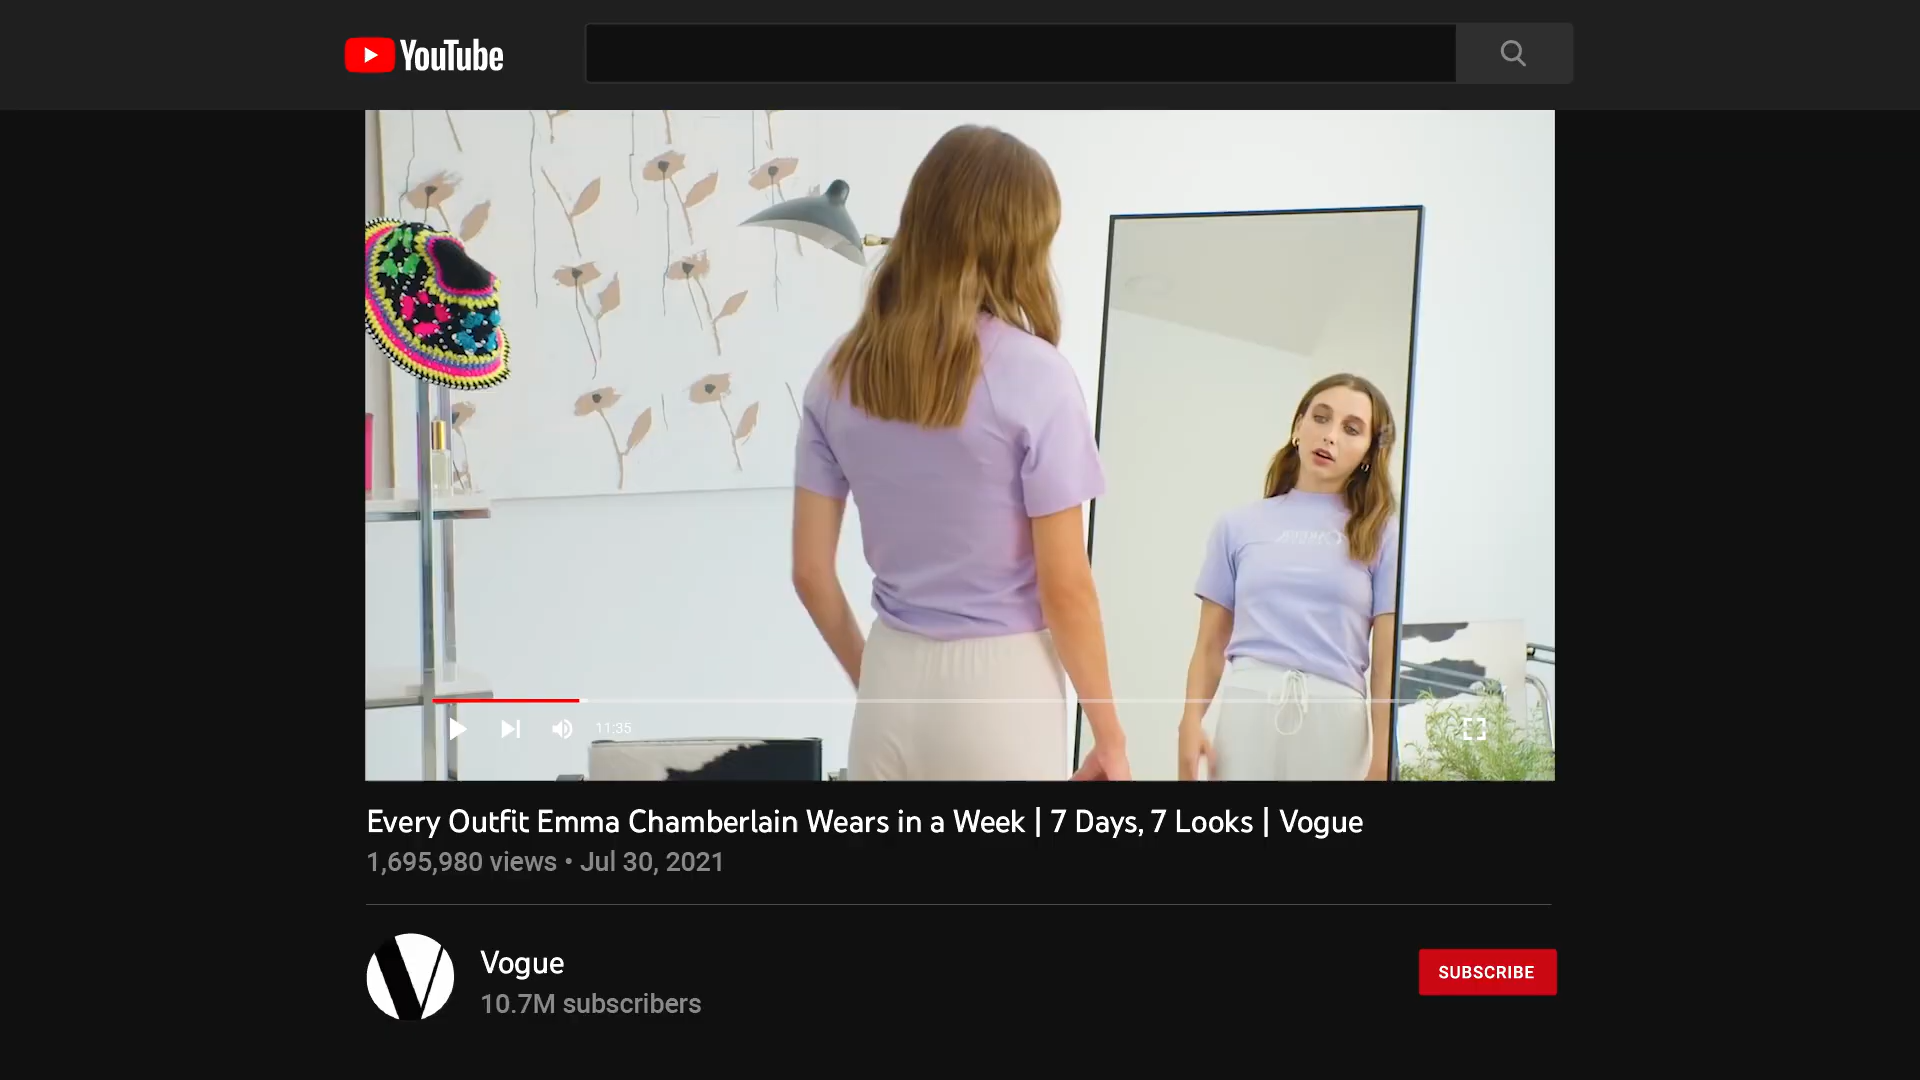 YouTube
11:35
Every Outfit Emma Chamberlain Wears in a Week | 7 Days, 7 Looks | Vogue
1,695,980 views • Jul 30, 2021
V
Vogue
10.7M subscribers
SUBSCRIBE